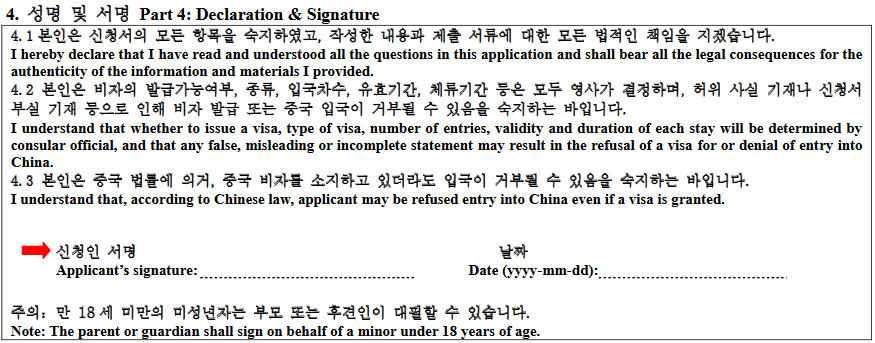 4. 성명 및 서명 Part 4: Declaration & Signature
4.1 본인은 신청서의 모든 항목을 숙지하였고, 작성한 내용과 제출 서류에 대한 모든 법적인 책임을 지겠습니다.
I hereby declare that I have read and understood all the questions in this application and shall bear all the legal consequences for the
authenticity of the information and materials I provided.
4.2 본인은 비자의 발급가능여부, 종류, 입국차수, 유효기간, 체류기간 등은 모두 영사가 결정하며, 허위 사실 기재나 신청서
부실 기재 등으로 인해 비자 발급 또는 중국 입국이 거부될 수 있음을 숙지하는 바입니다.
I understand that whether to issue a visa, type of visa, number of entries, validity and duration of each stay will be determined by
consular official, and that any false, misleading or incomplete statement may result in the refusal of a visa for or denial of entry into
China.
4.3 본인은 중국 법률에 의거, 중국 비자를 소지하고 있더라도 입국이 거부될 수 있음을 숙지하는 바입니다.
I understand that, according to Chinese law, applicant may be refused entry into China even if a visa is granted.
신청인 서명 날짜
Applicant's signature: Date (yyyy-mm-dd):
주의: 만 18세 미만의 미성년자는 부모 또는 후견인이 대필할 수 있습니다.
Note: The parent or guardian shall sign on behalf of a minor under 18 years of age.